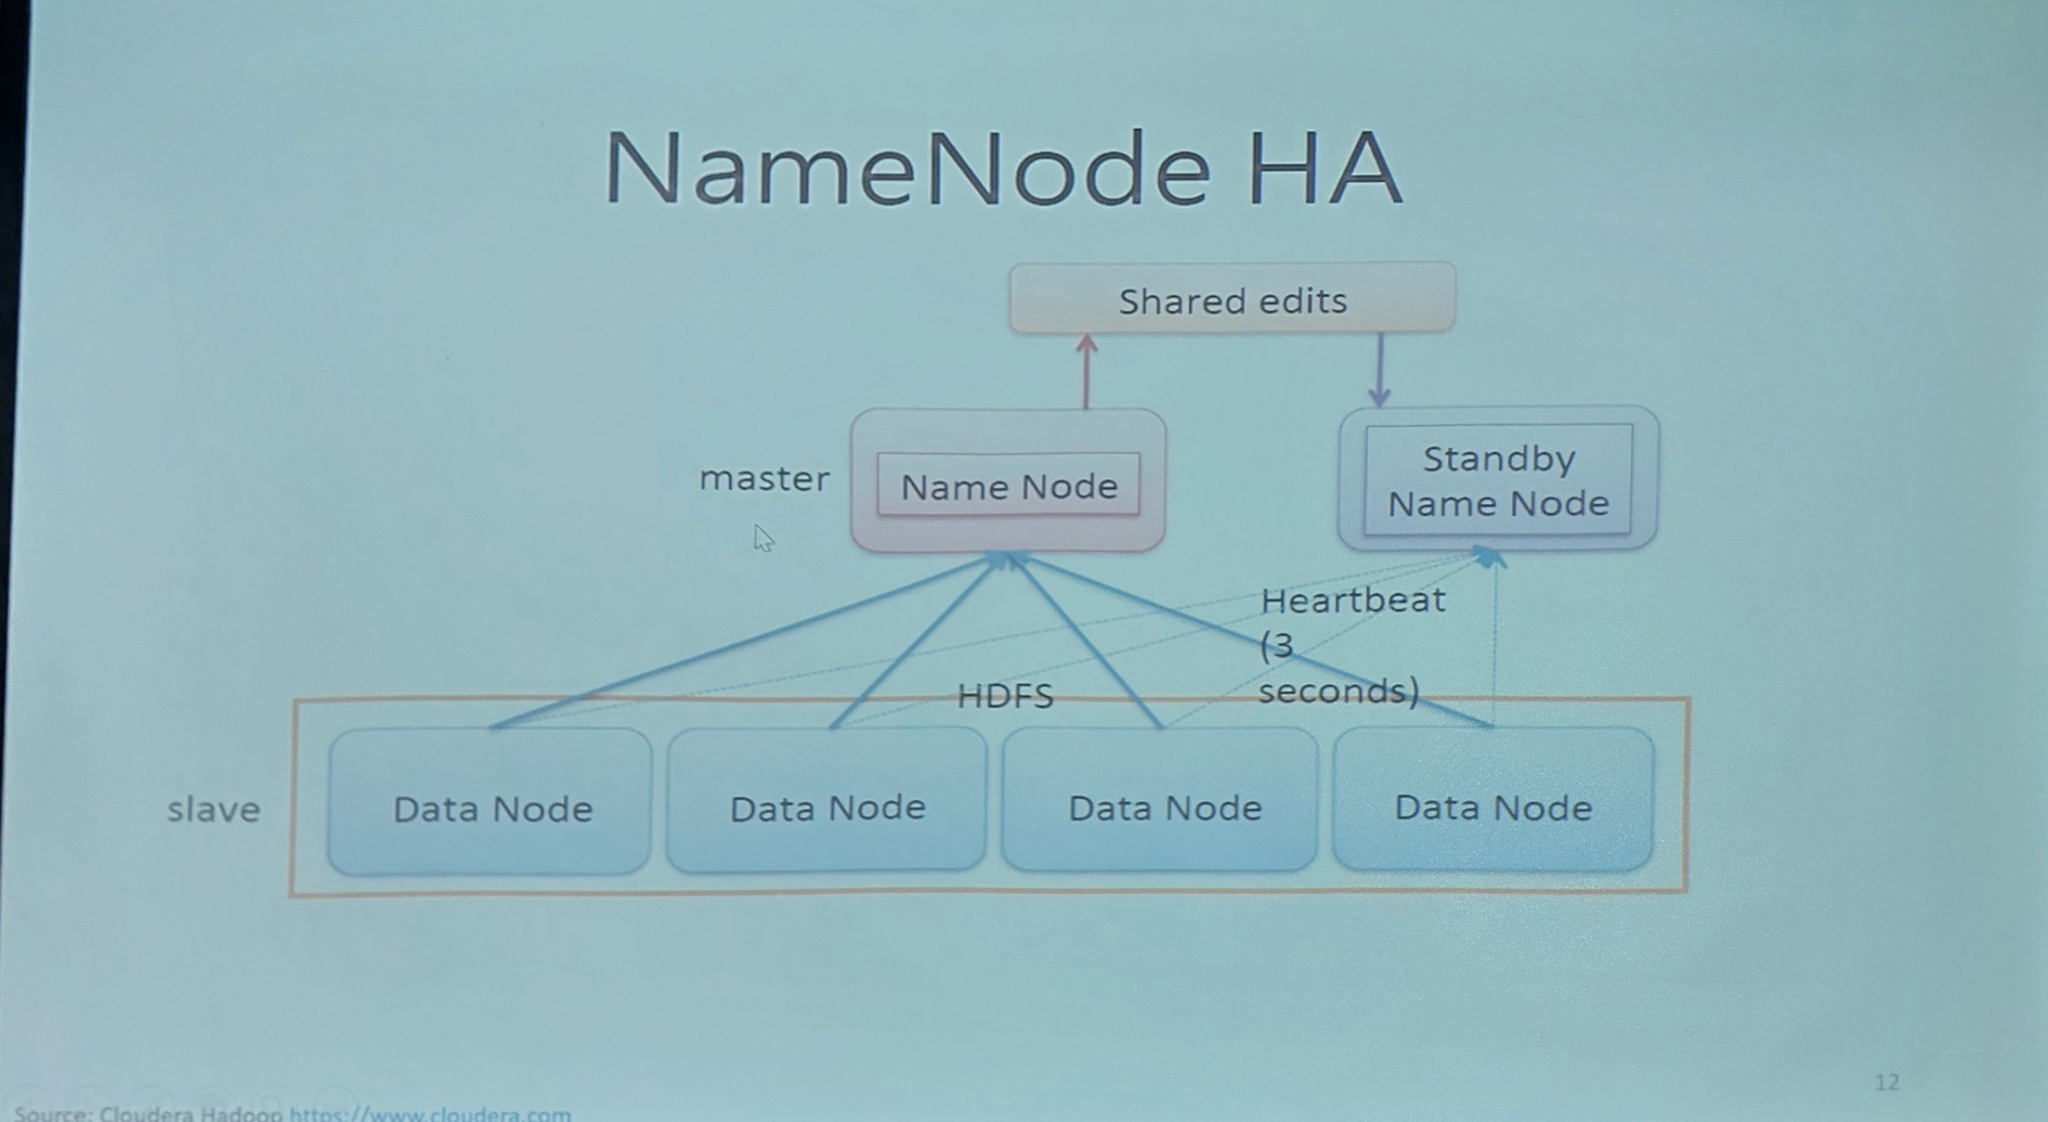 NameNode HA
Shared edits
master
Name Node
Standby
Name Node
Heartbeat
(3
seconds)
HDFS
slave
Data Node
Data Node
Data Node
Data Node
12
Source: Cloudera Hadoop https://www.cloudera.com